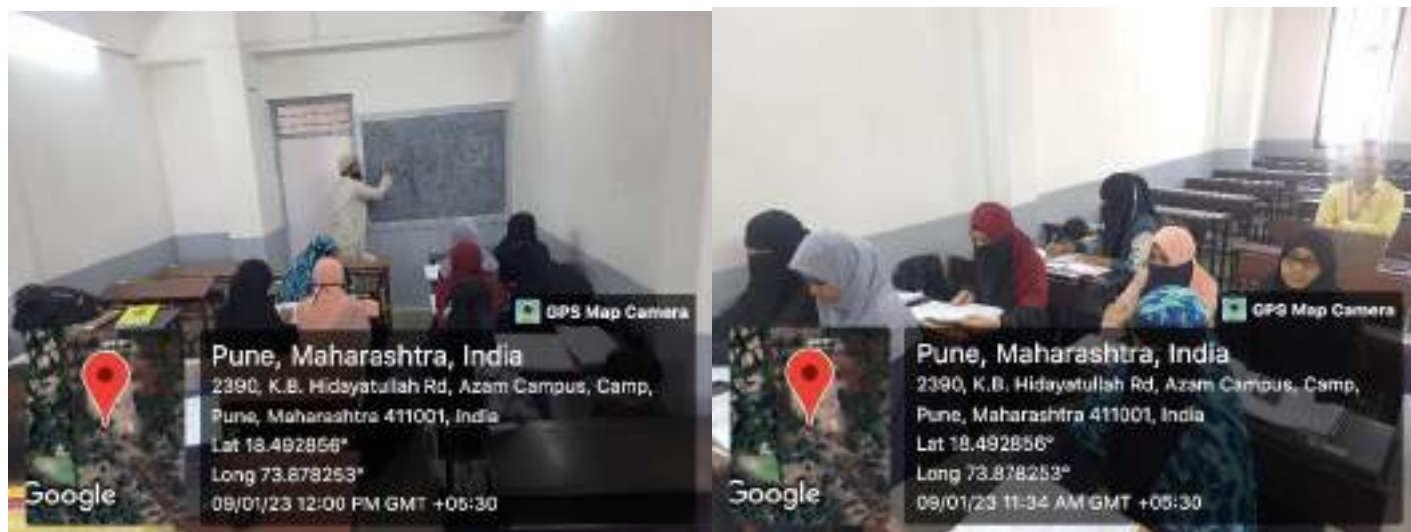 GPS Map Camera
Pune, Maharashtra, India
2390, K.B. Hidayatullah Rd, Azam Campus, Camp,
Pune, Maharashtra 411001, India
Lat 18.492856°
Long 73.878253°
09/01/23 12:00 PM GMT +05:30
Google
GPS Map Camera
Pune, Maharashtra, India
2390, K.B. Hidayatullah Rd, Azam Campus, Camp,
Pune, Maharashtra 411001, India
Lat 18.492856°
Long 73.878253°
09/01/23 11:34 AM GMT +05:30
Google